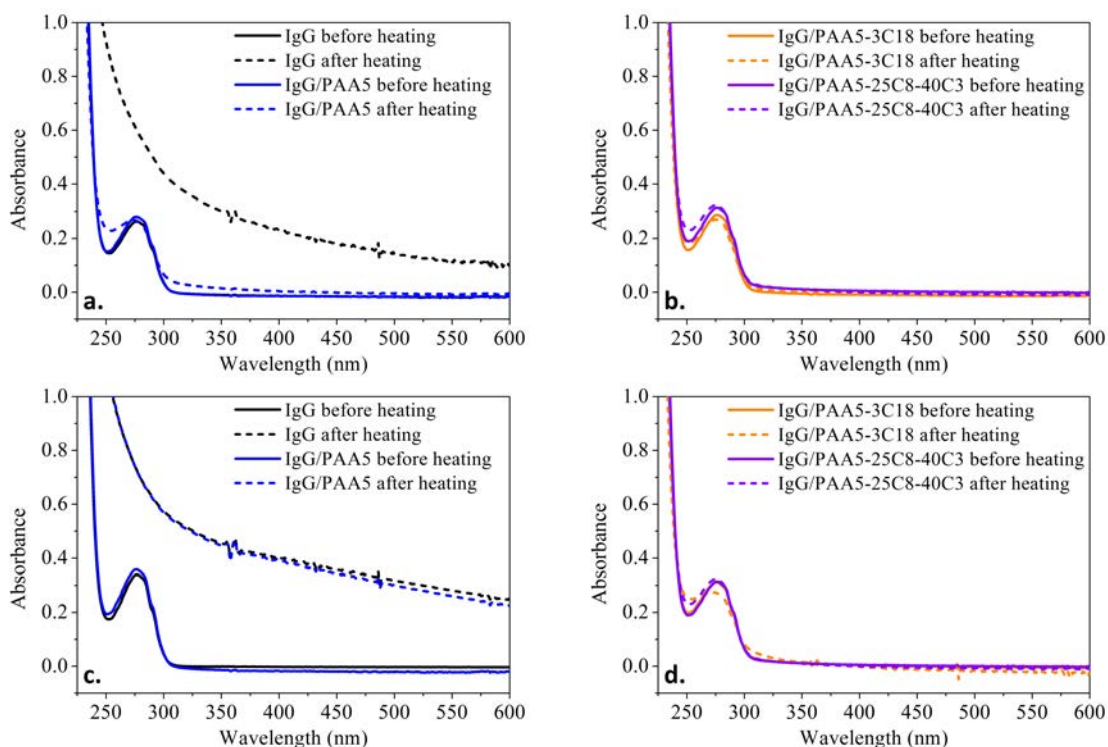 1.0
0.8
0.6
0.4
0.2
0.0
Absorbance
IgG before heating
IgG after heating
IgG/PAA5 before heating
IgG/PAA5 after heating
a.
250 300 350 400 450 500 550 600
Wavelength (nm)
1.0
0.8
0.6
0.4
0.2
0.0
Absorbance
IgG/PAA5-3C18 before heating
IgG/PAA5-3C18 after heating
IgG/PAA5-25C8-40C3 before heating
IgG/PAA5-25C8-40C3 after heating
b.
250 300 350 400 450 500 550 600
Wavelength (nm)
1.0
0.8
0.6
0.4
0.2
0.0
Absorbance
IgG before heating
IgG after heating
IgG/PAA5 before heating
IgG/PAA5 after heating
c.
250 300 350 400 450 500 550 600
Wavelength (nm)
1.0
0.8
0.6
0.4
0.2
0.0
Absorbance
IgG/PAA5-3C18 before heating
IgG/PAA5-3C18 after heating
IgG/PAA5-25C8-40C3 before heating
IgG/PAA5-25C8-40C3 after heating
d.
250 300 350 400 450 500 550 600
Wavelength (nm)